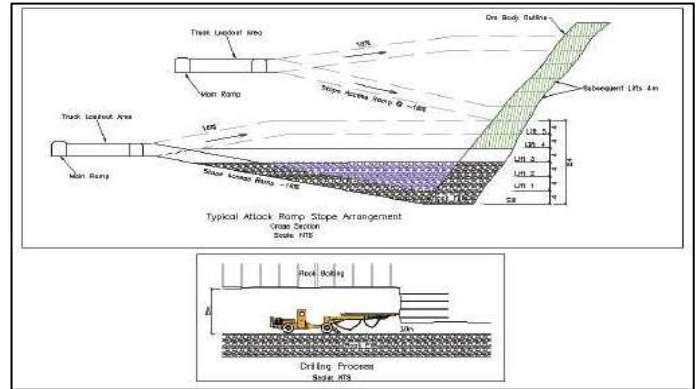 Ore Body Outline
Truck Loadout Area
18%
Main Ramp
Stope Access Ramp @ -18%
Subsequent Lifts 4m
Truck Loadout Area
18%
Lift 5
Lift 4
Lift 3
Lift 2
Lift 1
Main Ramp
Stope Access Ramp -18%
Typical Attack Ramp Stope Arrangement
Cross Section
Scale: NTS
Rock Bolting
Drilling Process
Scale: NTS